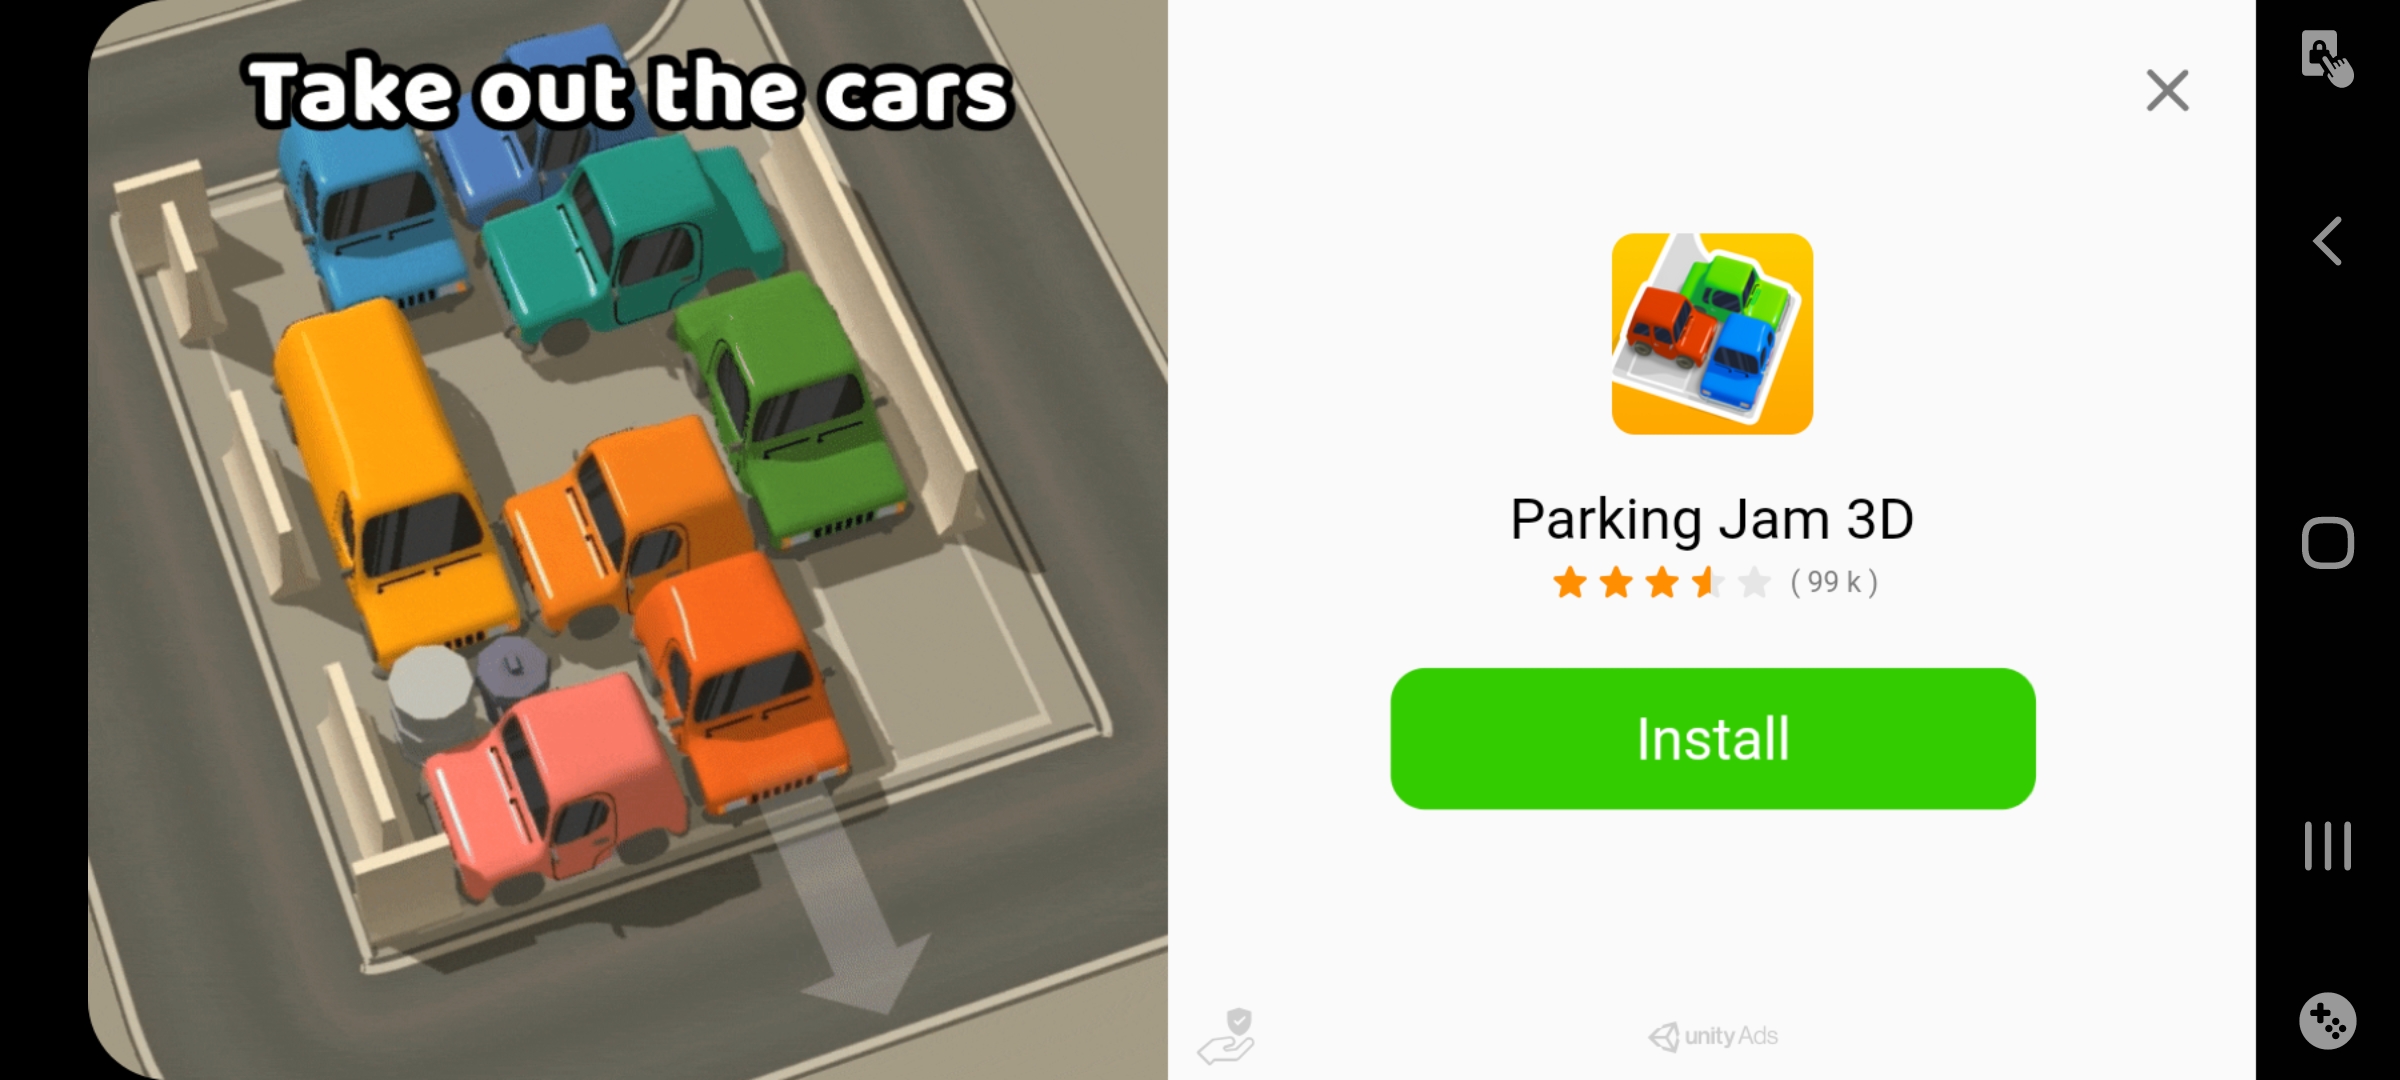 Take out the cars
Parking Jam 3D
( 99 k )
Install
unity Ads